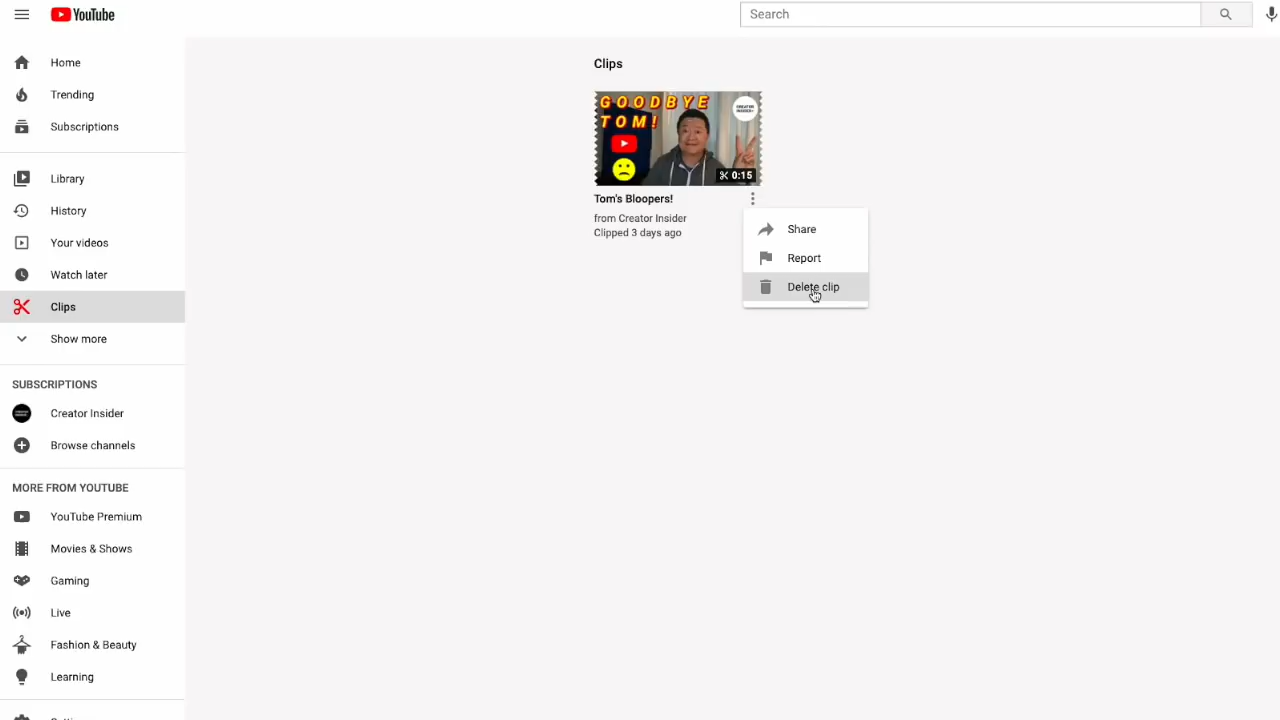 YouTube
Search
Home
Trending
Subscriptions
Library
History
Your videos
Watch later
Clips
Show more
SUBSCRIPTIONS
Creator Insider
Browse channels
MORE FROM YOUTUBE
YouTube Premium
Movies & Shows
Gaming
Live
Fashion & Beauty
Learning
Clips
GOODBYE
TOM!
0:15
Tom's Bloopers!
from Creator Insider
Clipped 3 days ago
Share
Report
Delete clip